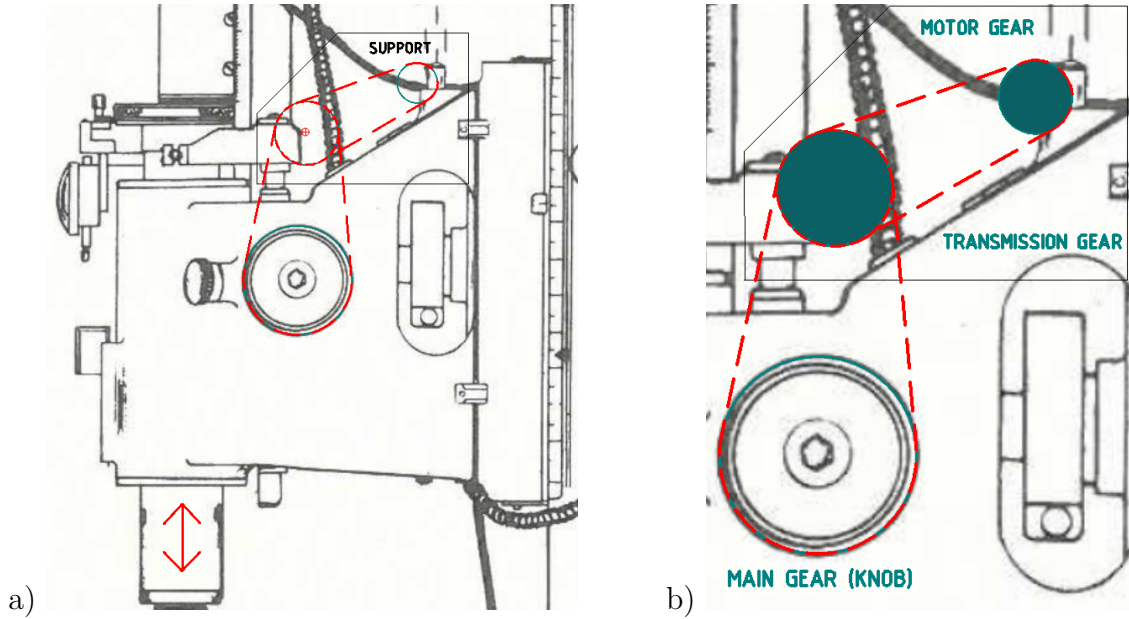 SUPPORT
a)
MOTOR GEAR
TRANSMISSION GEAR
MAIN GEAR (KNOB)
b)